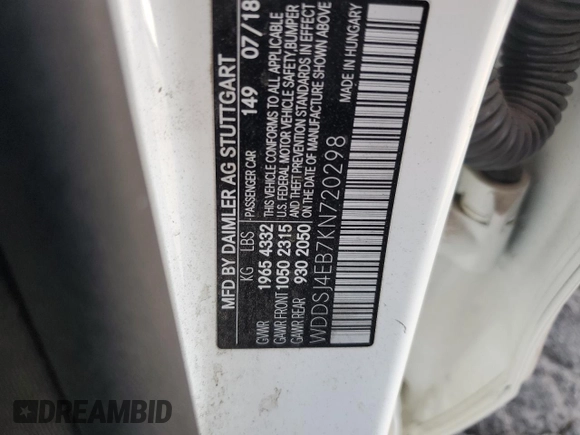 MFD BY DAIMLER AG STUTTGART
KG LBS PASSENGER CAR 149 07/18
GVWR 1965 4332 THIS VEHICLE CONFORMS TO ALL APPLICABLE
GAWR FRONT 1050 2315 U.S. FEDERAL MOTOR VEHICLE SAFETY, BUMPER
GAWR REAR 930 2050 AND THEFT PREVENTION STANDARDS IN EFFECT
ON THE DATE OF MANUFACTURE SHOWN ABOVE
WDDSJ4EB7KN720298
MADE IN HUNGARY
DREAMBID